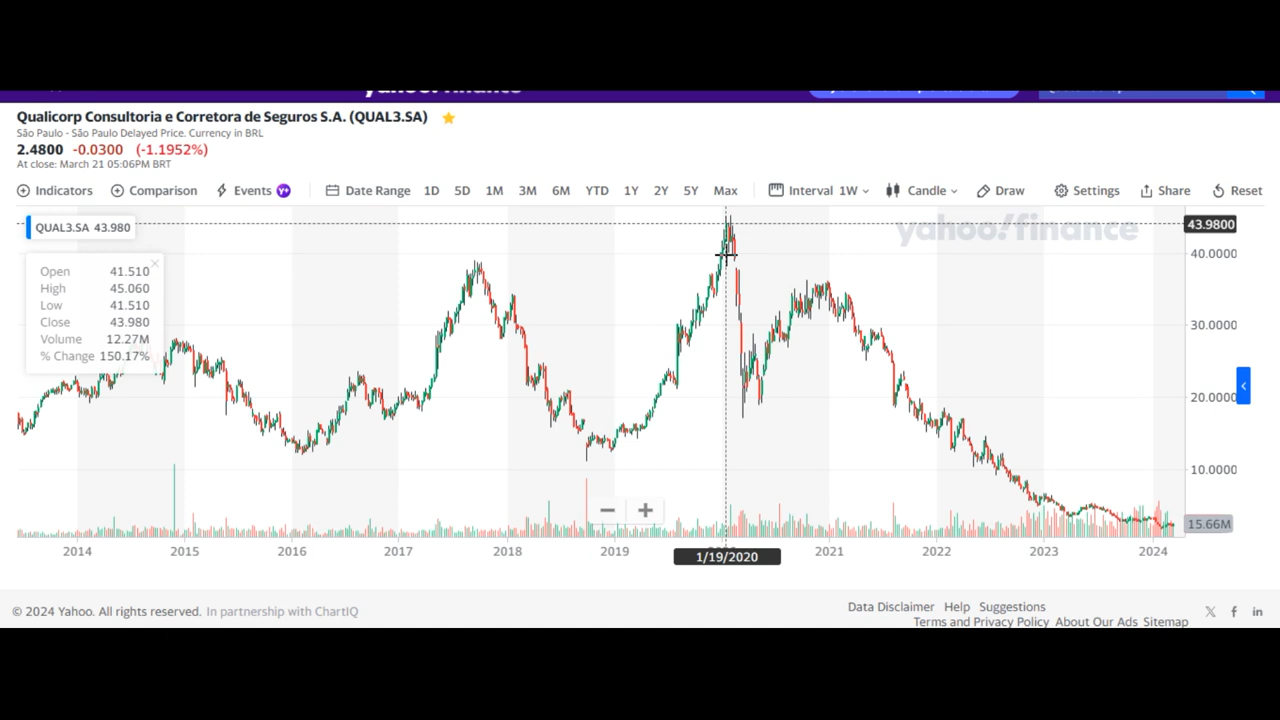 Qualicorp Consultoria e Corretora de Seguros S.A. (QUAL3.SA)
São Paulo - São Paulo Delayed Price. Currency in BRL
2.4800 -0.0300 (-1.1952%)
At close: March 21 05:06PM BRT
Indicators Comparison Events Y+ Date Range 1D 5D 1M 3M 6M YTD 1Y 2Y 5Y Max Interval 1W Candle Draw Settings Share Reset
QUAL3.SA 43.980
yahoo!finance
43.9800
Open 41.510
High 45.060
Low 41.510
Close 43.980
Volume 12.27M
% Change 150.17%
40.0000
30.0000
20.0000
10.0000
15.66M
2014 2015 2016 2017 2018 2019 2021 2022 2023 2024
1/19/2020
© 2024 Yahoo. All rights reserved. In partnership with ChartIQ
Data Disclaimer Help Suggestions
Terms and Privacy Policy About Our Ads Sitemap